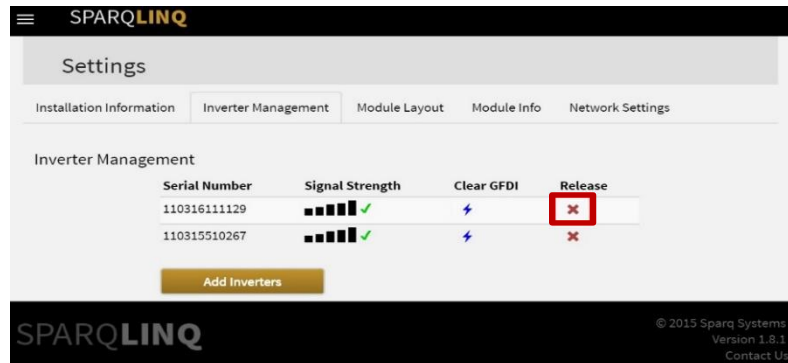 SPARQLINQ
Settings
Installation Information Inverter Management Module Layout Module Info Network Settings
Inverter Management
Serial Number Signal Strength Clear GFDI Release
110316111129
110315510267
Add Inverters
SPARQLINQ
© 2015 Sparq Systems
Version 1.8.1
Contact Us